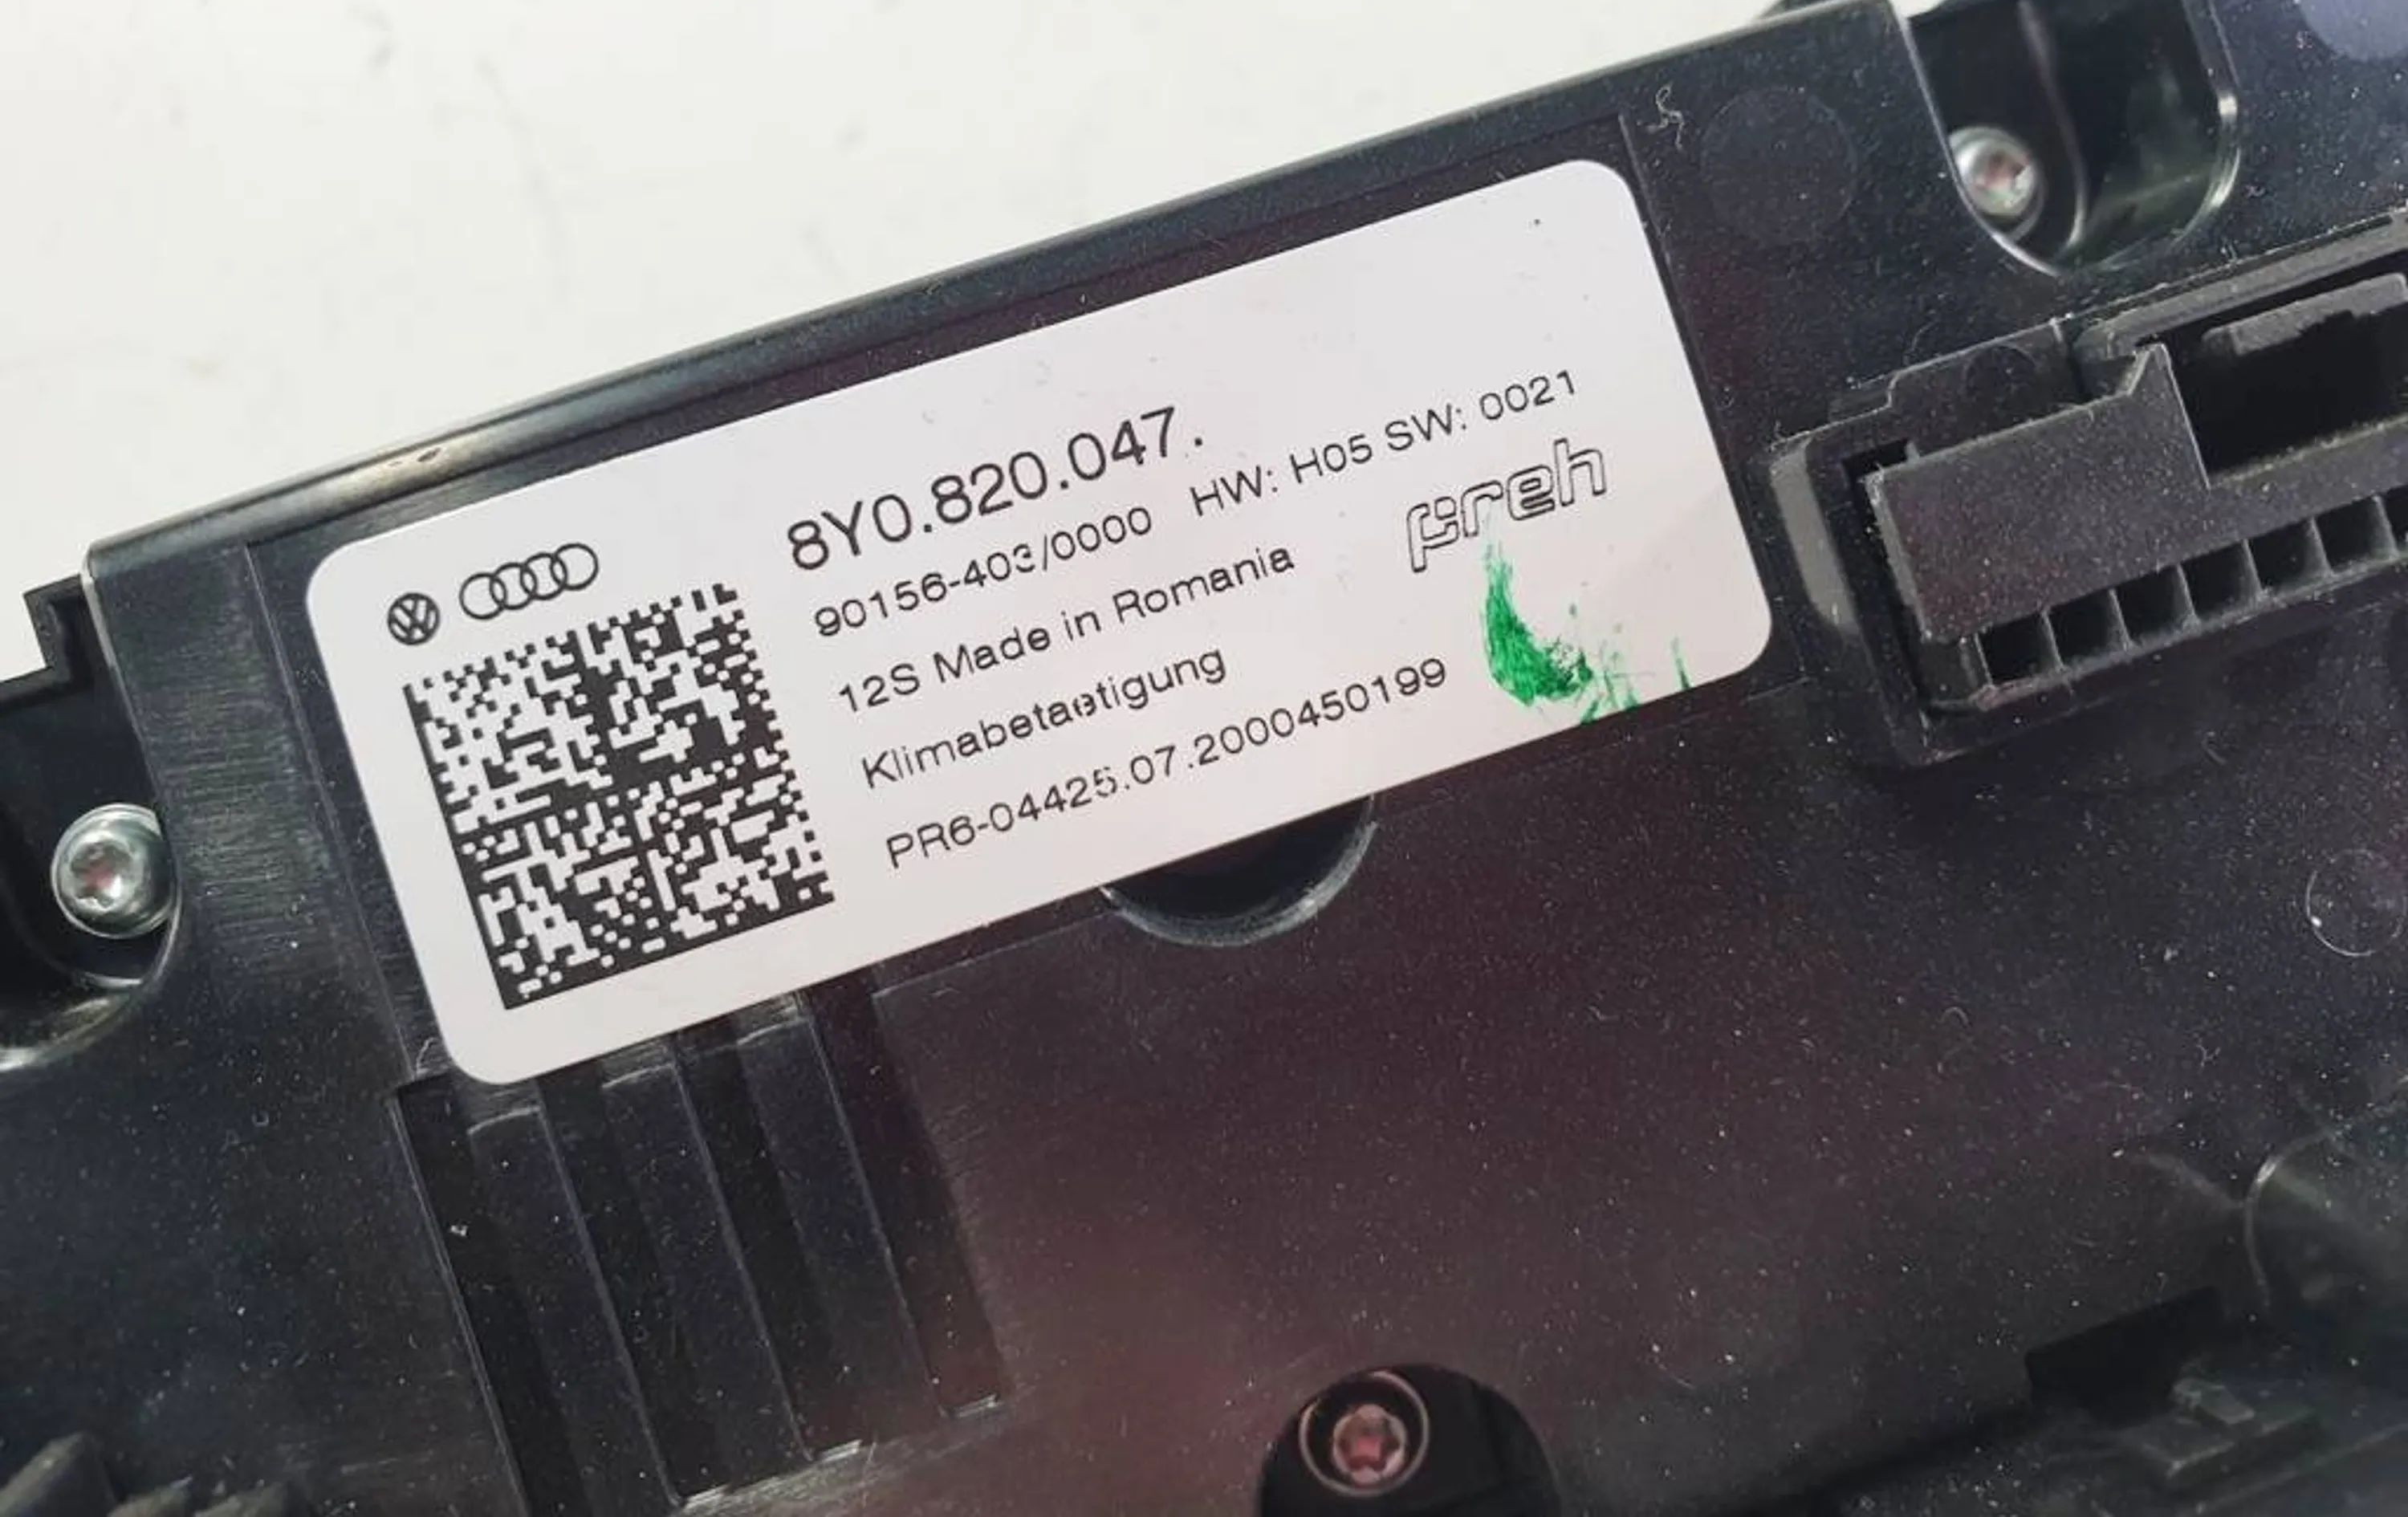 8Y0.820.047.
90156-403/0000 HW: H05 SW: 0021
12S Made in Romania
preh
Klimabetaetigung
PR6-04425.07.2000450199